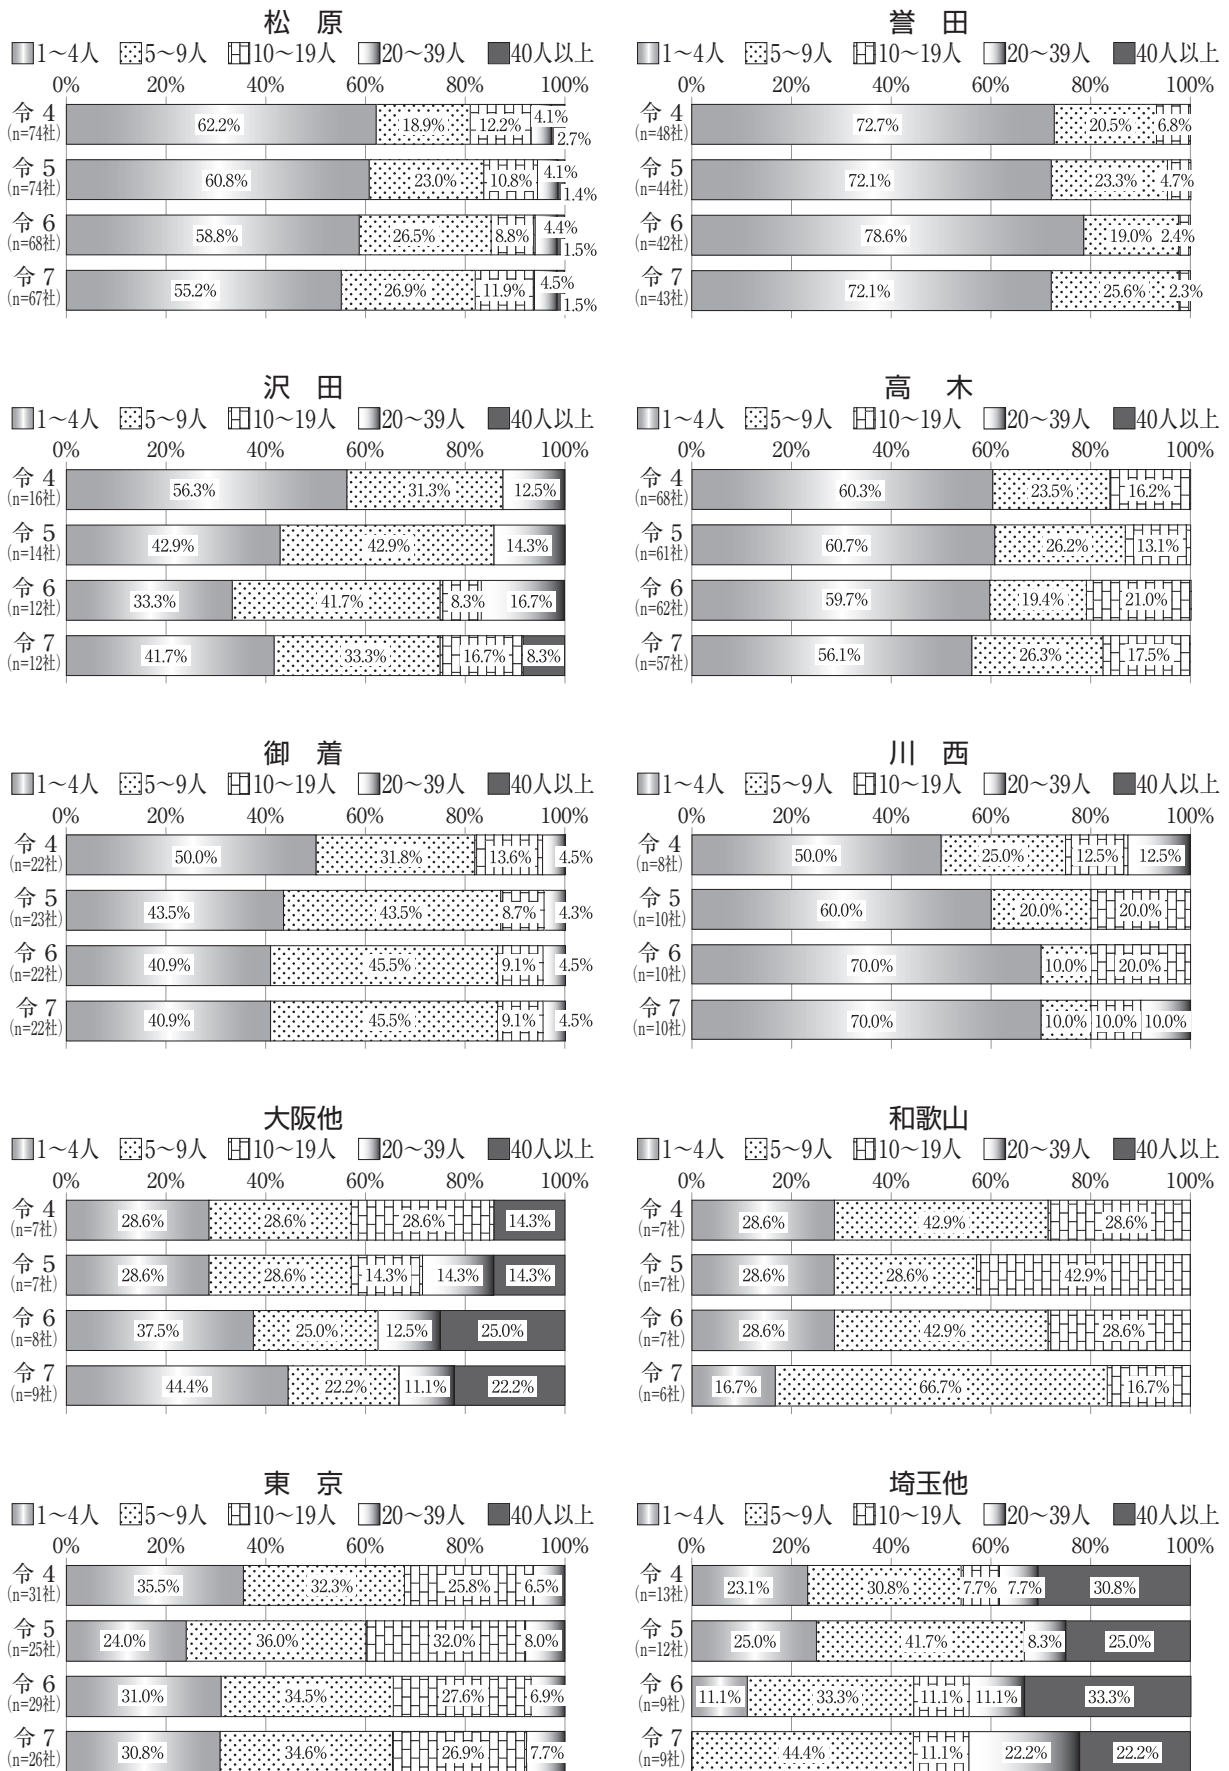 松　原
1～4人 5～9人 10～19人 20～39人 40人以上
0% 20% 40% 60% 80% 100%
令 4 62.2% 18.9% 12.2% 4.1% 2.7%
(n=74社)
令 5 60.8% 23.0% 10.8% 4.1% 1.4%
(n=74社)
令 6 58.8% 26.5% 8.8% 4.4% 1.5%
(n=68社)
令 7 55.2% 26.9% 11.9% 4.5% 1.5%
(n=67社)
誉　田
1～4人 5～9人 10～19人 20～39人 40人以上
0% 20% 40% 60% 80% 100%
令 4 72.7% 20.5% 6.8%
(n=48社)
令 5 72.1% 23.3% 4.7%
(n=44社)
令 6 78.6% 19.0% 2.4%
(n=42社)
令 7 72.1% 25.6% 2.3%
(n=43社)
沢　田
1～4人 5～9人 10～19人 20～39人 40人以上
0% 20% 40% 60% 80% 100%
令 4 56.3% 31.3% 12.5%
(n=16社)
令 5 42.9% 42.9% 14.3%
(n=14社)
令 6 33.3% 41.7% 8.3% 16.7%
(n=12社)
令 7 41.7% 33.3% 16.7% 8.3%
(n=12社)
高　木
1～4人 5～9人 10～19人 20～39人 40人以上
0% 20% 40% 60% 80% 100%
令 4 60.3% 23.5% 16.2%
(n=68社)
令 5 60.7% 26.2% 13.1%
(n=61社)
令 6 59.7% 19.4% 21.0%
(n=62社)
令 7 56.1% 26.3% 17.5%
(n=57社)
御　着
1～4人 5～9人 10～19人 20～39人 40人以上
0% 20% 40% 60% 80% 100%
令 4 50.0% 31.8% 13.6% 4.5%
(n=22社)
令 5 43.5% 43.5% 8.7% 4.3%
(n=23社)
令 6 40.9% 45.5% 9.1% 4.5%
(n=22社)
令 7 40.9% 45.5% 9.1% 4.5%
(n=22社)
川　西
1～4人 5～9人 10～19人 20～39人 40人以上
0% 20% 40% 60% 80% 100%
令 4 50.0% 25.0% 12.5% 12.5%
(n=8社)
令 5 60.0% 20.0% 20.0%
(n=10社)
令 6 70.0% 10.0% 20.0%
(n=10社)
令 7 70.0% 10.0% 10.0% 10.0%
(n=10社)
大阪他
1～4人 5～9人 10～19人 20～39人 40人以上
0% 20% 40% 60% 80% 100%
令 4 28.6% 28.6% 28.6% 14.3%
(n=7社)
令 5 28.6% 28.6% 14.3% 14.3% 14.3%
(n=7社)
令 6 37.5% 25.0% 12.5% 25.0%
(n=8社)
令 7 44.4% 22.2% 11.1% 22.2%
(n=9社)
和歌山
1～4人 5～9人 10～19人 20～39人 40人以上
0% 20% 40% 60% 80% 100%
令 4 28.6% 42.9% 28.6%
(n=7社)
令 5 28.6% 28.6% 42.9%
(n=7社)
令 6 28.6% 42.9% 28.6%
(n=7社)
令 7 16.7% 66.7% 16.7%
(n=6社)
東　京
1～4人 5～9人 10～19人 20～39人 40人以上
0% 20% 40% 60% 80% 100%
令 4 35.5% 32.3% 25.8% 6.5%
(n=31社)
令 5 24.0% 36.0% 32.0% 8.0%
(n=25社)
令 6 31.0% 34.5% 27.6% 6.9%
(n=29社)
令 7 30.8% 34.6% 26.9% 7.7%
(n=26社)
埼玉他
1～4人 5～9人 10～19人 20～39人 40人以上
0% 20% 40% 60% 80% 100%
令 4 23.1% 30.8% 7.7% 7.7% 30.8%
(n=13社)
令 5 25.0% 41.7% 8.3% 25.0%
(n=12社)
令 6 11.1% 33.3% 11.1% 11.1% 33.3%
(n=9社)
令 7 44.4% 11.1% 22.2% 22.2%
(n=9社)